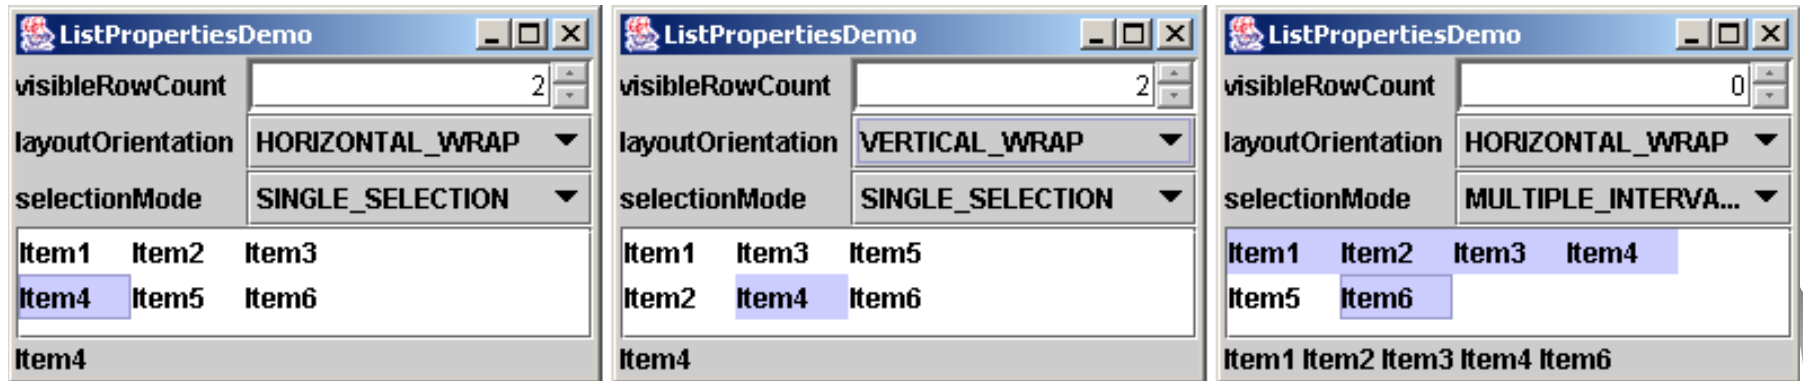 ListPropertiesDemo
visibleRowCount 2
layoutOrientation HORIZONTAL_WRAP
selectionMode SINGLE_SELECTION
Item1 Item2 Item3
Item4 Item5 Item6
Item4
ListPropertiesDemo
visibleRowCount 2
layoutOrientation VERTICAL_WRAP
selectionMode SINGLE_SELECTION
Item1 Item3 Item5
Item2 Item4 Item6
Item4
ListPropertiesDemo
visibleRowCount 0
layoutOrientation HORIZONTAL_WRAP
selectionMode MULTIPLE_INTERVA...
Item1 Item2 Item3 Item4
Item5 Item6
Item1 Item2 Item3 Item4 Item6